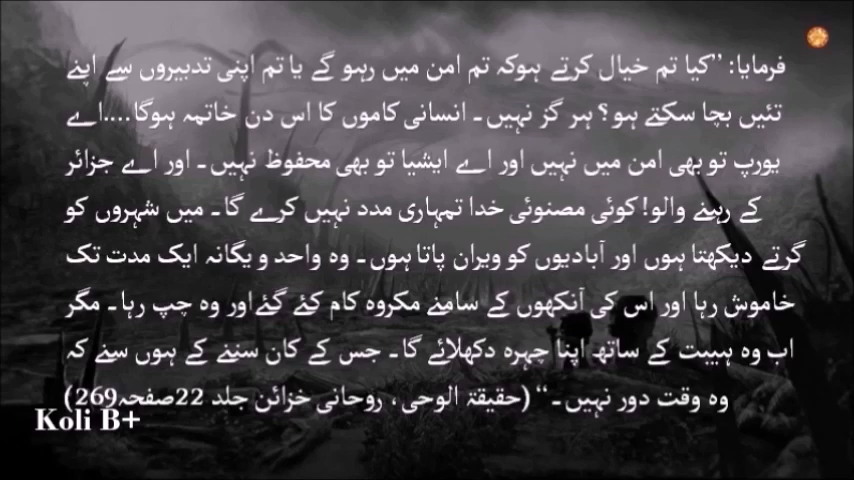 فرمایا: ’’کیا تم خیال کرتے ہوکہ تم امن میں رہو گے یا تم اپنی تدبیروں سے اپنے
تئیں بچا سکتے ہو؟ ہر گز نہیں۔ انسانی کاموں کا اس دن خاتمہ ہوگا....اے
یورپ تو بھی امن میں نہیں اور اے ایشیا تو بھی محفوظ نہیں۔ اور اے جزائر
کے رہنے والو! کوئی مصنوئی خدا تمہاری مدد نہیں کرے گا۔ میں شہروں کو
گرتے دیکھتا ہوں اور آبادیوں کو ویران پاتا ہوں۔ وہ واحد و یگانہ ایک مدت تک
خاموش رہا اور اس کی آنکھوں کے سامنے مکروہ کام کئے گئے اور وہ چپ رہا۔ مگر
اب وہ ہیبت کے ساتھ اپنا چہرہ دکھلائے گا۔ جس کے کان سننے کے ہوں سنے کہ
وہ وقت دور نہیں۔‘‘ (حقیقۃ الوحی، روحانی خزائن جلد 22صفحہ269)
Koli B+